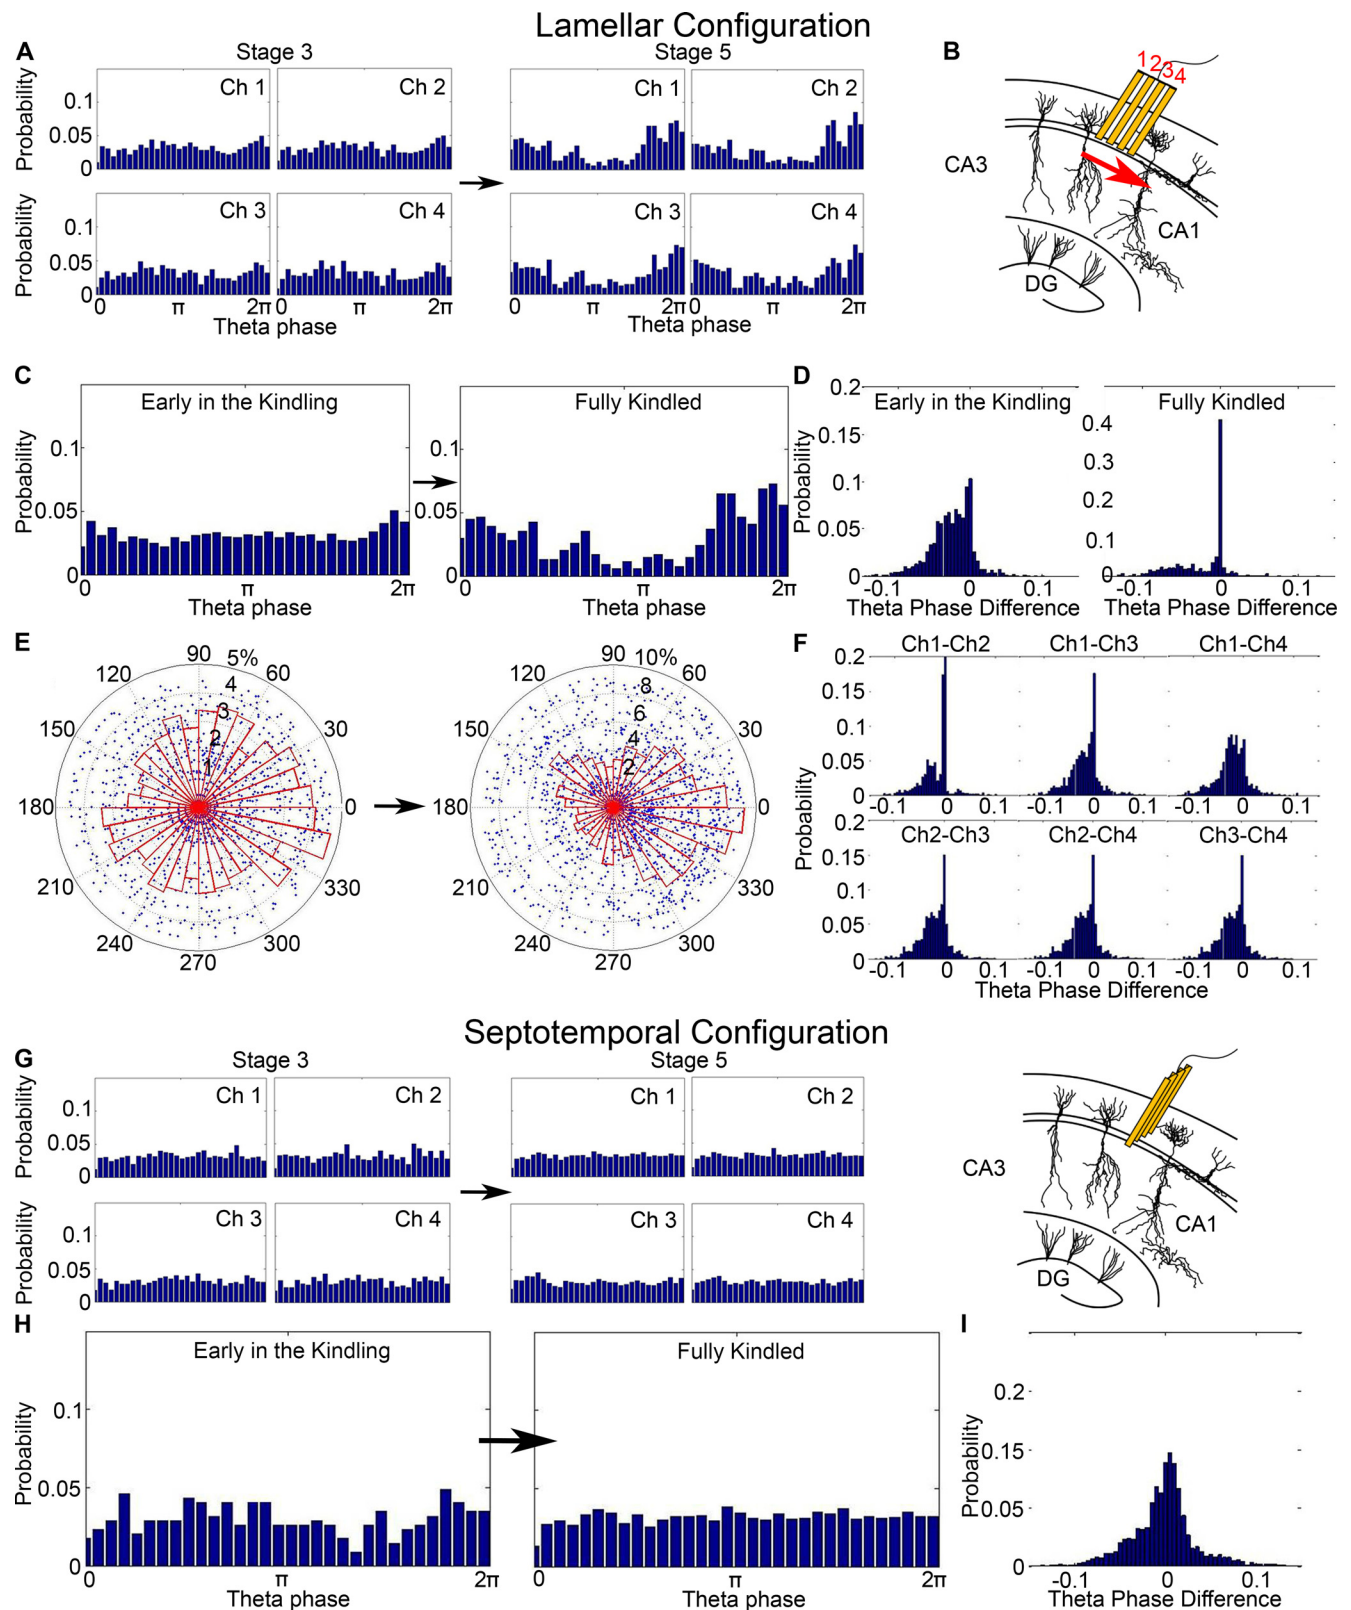 Lamellar Configuration
A
Stage 3
Stage 5
B
Probability
0.1
0.05
0
Ch 1
Ch 2
Ch 1
Ch 2
1234
CA3
CA1
DG
Probability
0.1
0.05
0
Ch 3
Ch 4
Ch 3
Ch 4
0 π 2π 0 π 2π
0 π 2π 0 π 2π
Theta phase
Theta phase
C
Probability
0.1
0.05
0
Early in the Kindling
0 π 2π
Theta phase
0.1
0.05
0
Fully Kindled
0 π 2π
Theta phase
D
Probability
0.2
0.15
0.1
0.05
0
Early in the Kindling
-0.1 0 0.1
Theta Phase Difference
Fully Kindled
0.4
0.3
0.2
0.1
0
-0.1 0 0.1
Theta Phase Difference
E
90 5%
120 60
4
150 3 30
2
1
180 0
210 330
240 300
270
90 10%
120 8 60
6
150 4 30
2
180 0
210 330
240 300
270
F
Ch1-Ch2 Ch1-Ch3 Ch1-Ch4
Probability
0.2
0.15
0.1
0.05
0
-0.1 0 0.1 -0.1 0 0.1 -0.1 0 0.1
Ch2-Ch3 Ch2-Ch4 Ch3-Ch4
0.2
0.15
0.1
0.05
0
-0.1 0 0.1 -0.1 0 0.1 -0.1 0 0.1
Theta Phase Difference
Septotemporal Configuration
G
Stage 3
Stage 5
Probability
0.1
0.05
0
Ch 1
Ch 2
Ch 1
Ch 2
Probability
0.1
0.05
0
Ch 3
Ch 4
Ch 3
Ch 4
CA3
CA1
DG
H
Probability
0.1
0.05
0
Early in the Kindling
0 π 2π
Theta phase
Fully Kindled
0 π 2π
Theta phase
I
Probability
0.2
0.15
0.05
0
-0.1 0 0.1
Theta Phase Difference